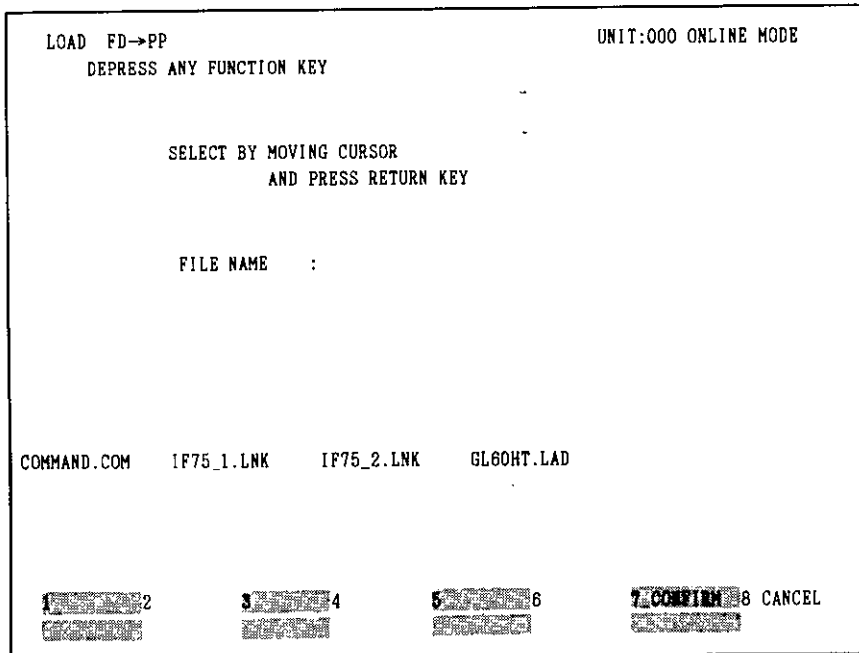 LOAD FD→PP UNIT:000 ONLINE MODE
DEPRESS ANY FUNCTION KEY
SELECT BY MOVING CURSOR
AND PRESS RETURN KEY
FILE NAME :
COMMAND.COM IF75_1.LNK IF75_2.LNK GL60HT.LAD
1 2 3 4 5 6 7 CONFIRM 8 CANCEL